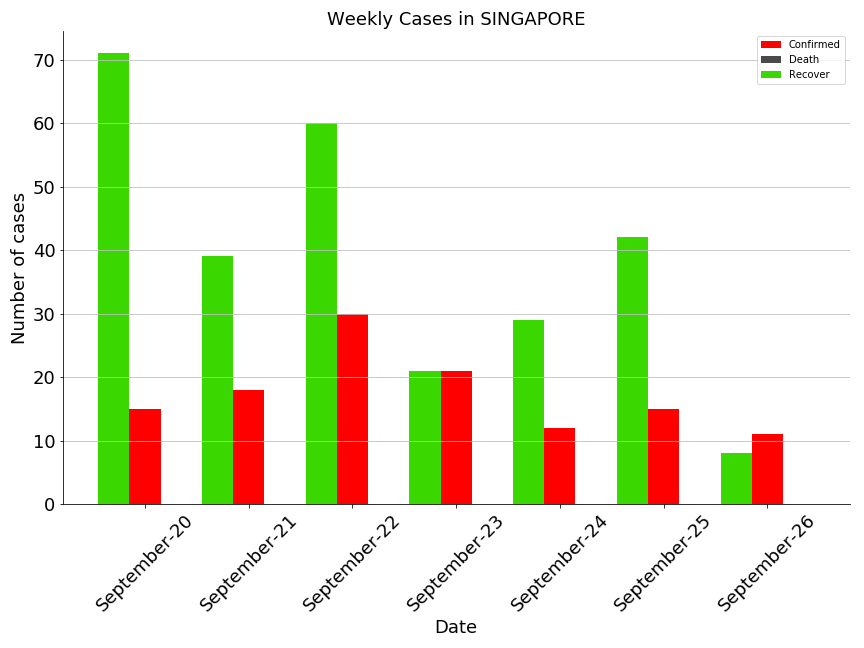 Weekly Cases in SINGAPORE
Confirmed
Death
Recover
Number of cases
70
60
50
40
30
20
10
0
September-20
September-21
September-22
September-23
September-24
September-25
September-26
Date